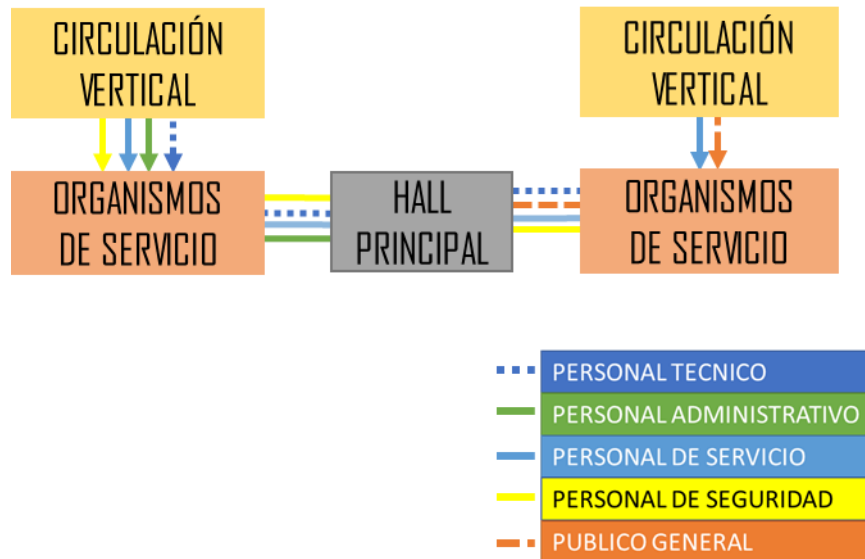 CIRCULACIÓN
VERTICAL
CIRCULACIÓN
VERTICAL
ORGANISMOS
DE SERVICIO
HALL
PRINCIPAL
ORGANISMOS
DE SERVICIO
PERSONAL TECNICO
PERSONAL ADMINISTRATIVO
PERSONAL DE SERVICIO
PERSONAL DE SEGURIDAD
PUBLICO GENERAL